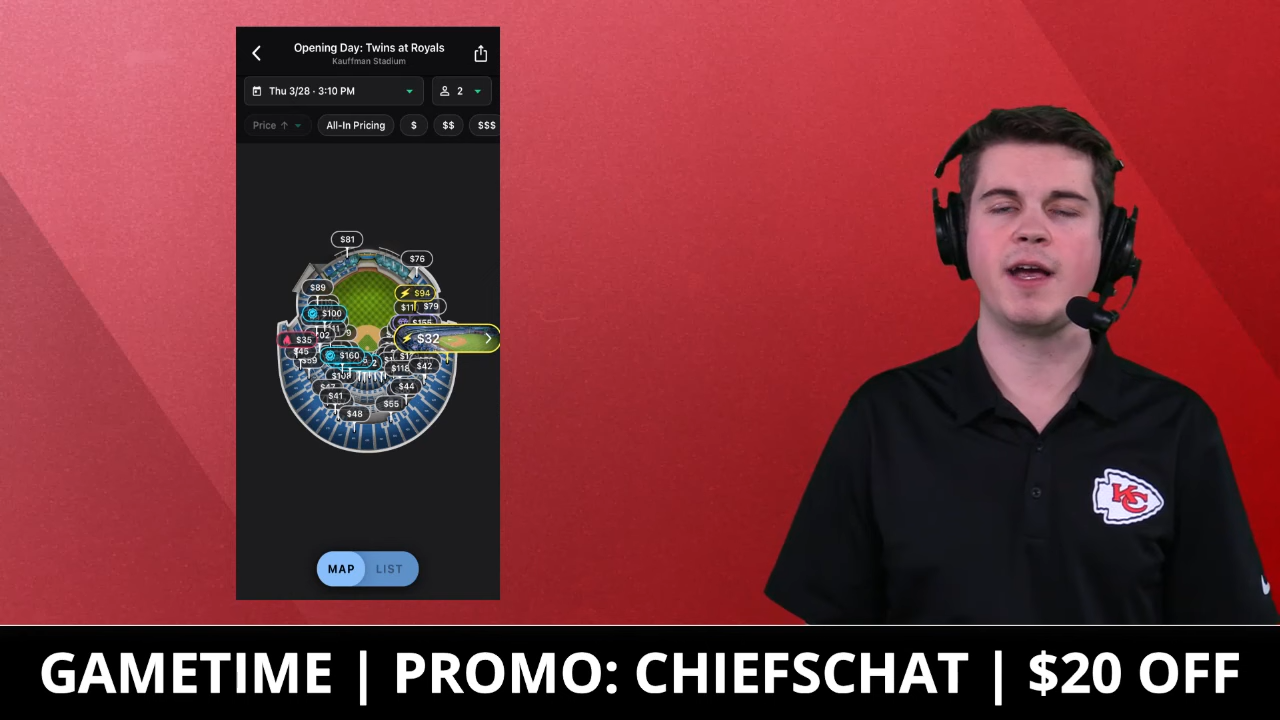 Opening Day: Twins at Royals
Kauffman Stadium
Thu 3/28 · 3:10 PM
2
Price ↑
All-In Pricing
$
$$
$$$
$81
$76
$89
$94
$79
$100
$35
$32
$160
$42
$44
$41
$55
$48
MAP
LIST
KC
GAMETIME | PROMO: CHIEFSCHAT | $20 OFF